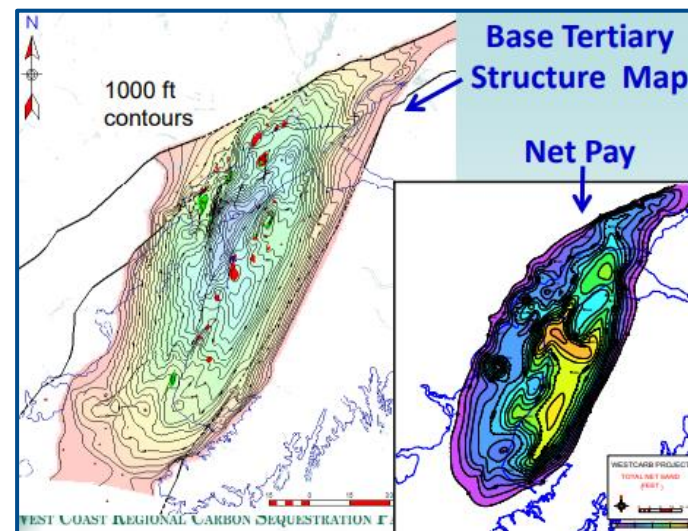 N
1000 ft
contours
Base Tertiary
Structure Map
Net Pay
WESTCARB PROJECT
TOTAL NET SAND
(FEET)
WEST COAST REGIONAL CARBON SEQUESTRATION